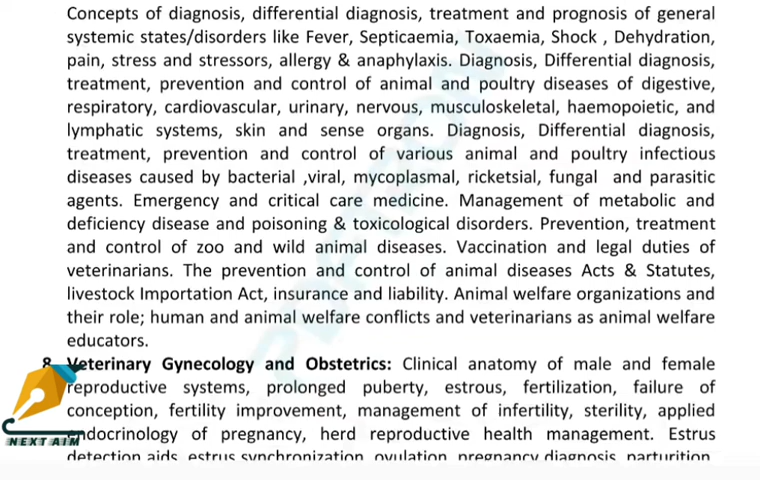 Concepts of diagnosis, differential diagnosis, treatment and prognosis of general
systemic states/disorders like Fever, Septicaemia, Toxaemia, Shock , Dehydration,
pain, stress and stressors, allergy & anaphylaxis. Diagnosis, Differential diagnosis,
treatment, prevention and control of animal and poultry diseases of digestive,
respiratory, cardiovascular, urinary, nervous, musculoskeletal, haemopoietic, and
lymphatic systems, skin and sense organs. Diagnosis, Differential diagnosis,
treatment, prevention and control of various animal and poultry infectious
diseases caused by bacterial ,viral, mycoplasmal, ricketsial, fungal and parasitic
agents. Emergency and critical care medicine. Management of metabolic and
deficiency disease and poisoning & toxicological disorders. Prevention, treatment
and control of zoo and wild animal diseases. Vaccination and legal duties of
veterinarians. The prevention and control of animal diseases Acts & Statutes,
livestock Importation Act, insurance and liability. Animal welfare organizations and
their role; human and animal welfare conflicts and veterinarians as animal welfare
educators.
8. Veterinary Gynecology and Obstetrics: Clinical anatomy of male and female
reproductive systems, prolonged puberty, estrous, fertilization, failure of
conception, fertility improvement, management of infertility, sterility, applied
endocrinology of pregnancy, herd reproductive health management. Estrus
detection aids, estrus synchronization, ovulation, pregnancy diagnosis, parturition,
NEXT AIM